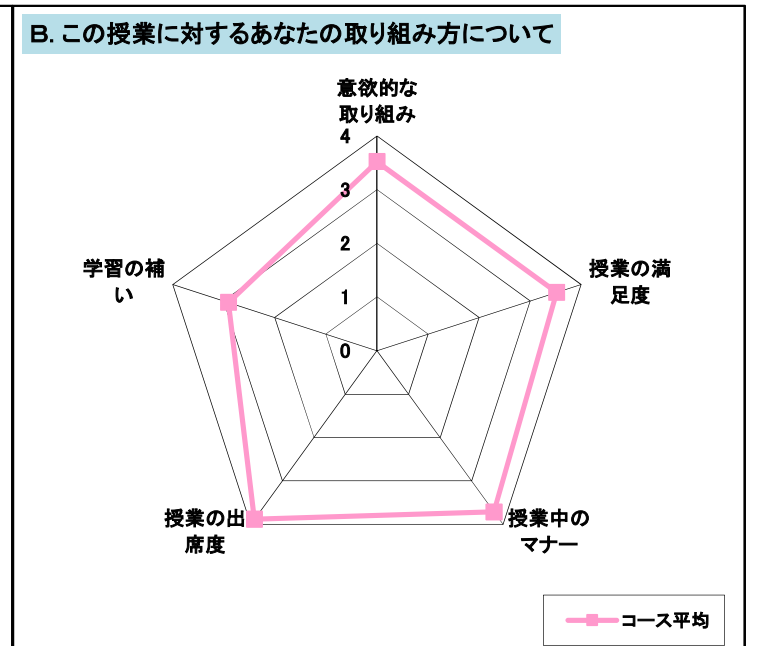 B. この授業に対するあなたの取り組み方について
意欲的な
取り組み
4
3
2
1
0
学習の補
い
授業の満
足度
授業の出
席度
授業中の
マナー
コース平均